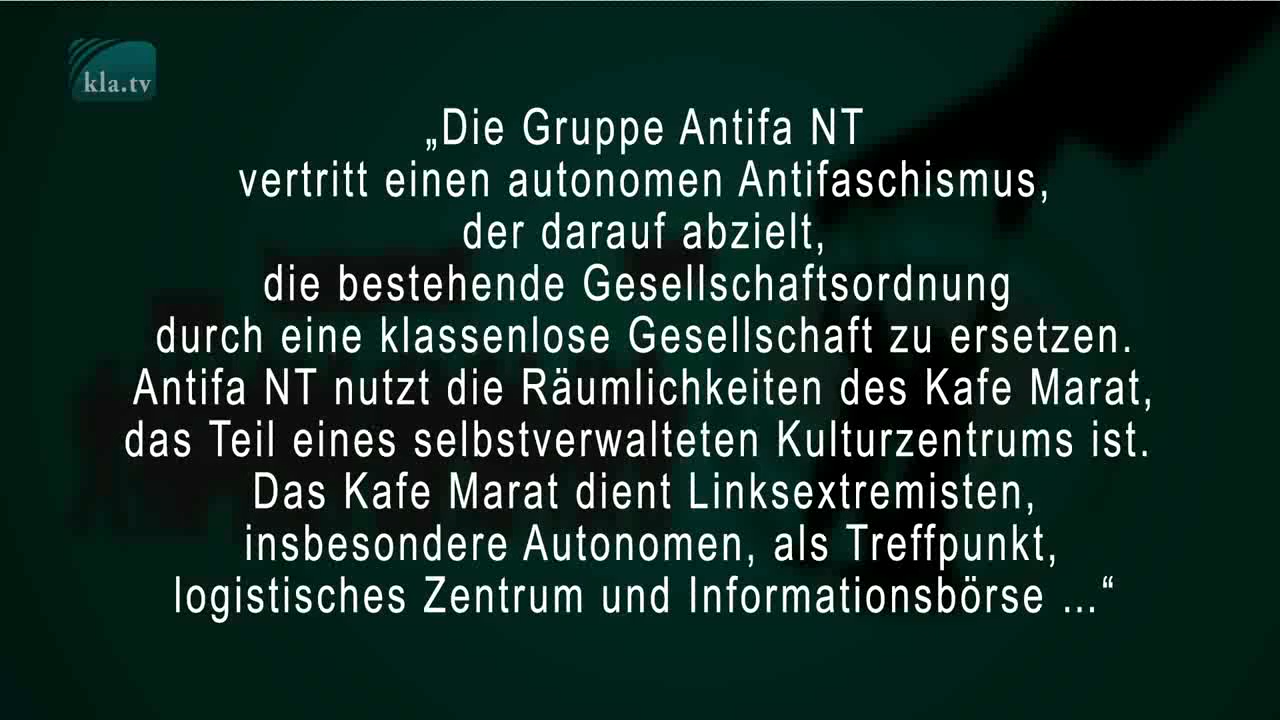 kla.tv
„Die Gruppe Antifa NT
vertritt einen autonomen Antifaschismus,
der darauf abzielt,
die bestehende Gesellschaftsordnung
durch eine klassenlose Gesellschaft zu ersetzen.
Antifa NT nutzt die Räumlichkeiten des Kafe Marat,
das Teil eines selbstverwalteten Kulturzentrums ist.
Das Kafe Marat dient Linksextremisten,
insbesondere Autonomen, als Treffpunkt,
logistisches Zentrum und Informationsbörse ...“